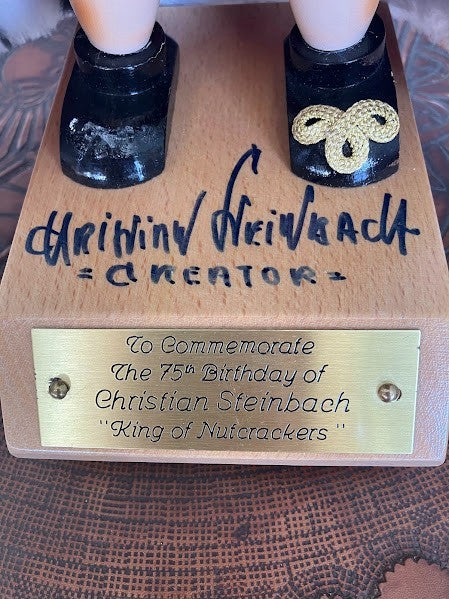 Christian Steinbach
= CREATOR =
To Commemorate
The 75th Birthday of
Christian Steinbach
"King of Nutcrackers"